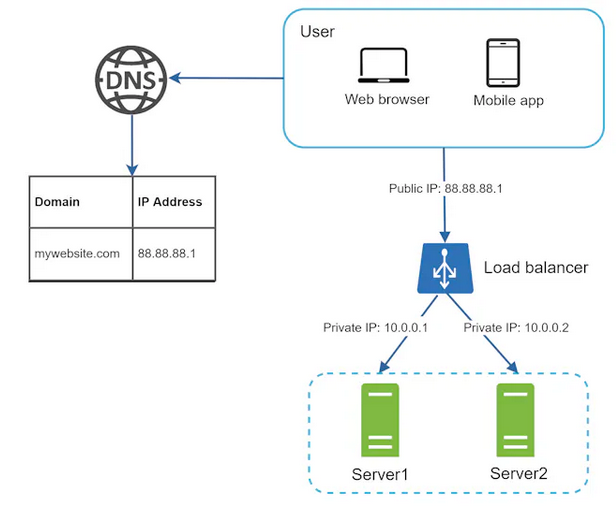 User
DNS
Web browser
Mobile app
Domain
IP Address
mywebsite.com
88.88.88.1
Public IP: 88.88.88.1
Load balancer
Private IP: 10.0.0.1
Private IP: 10.0.0.2
Server1
Server2